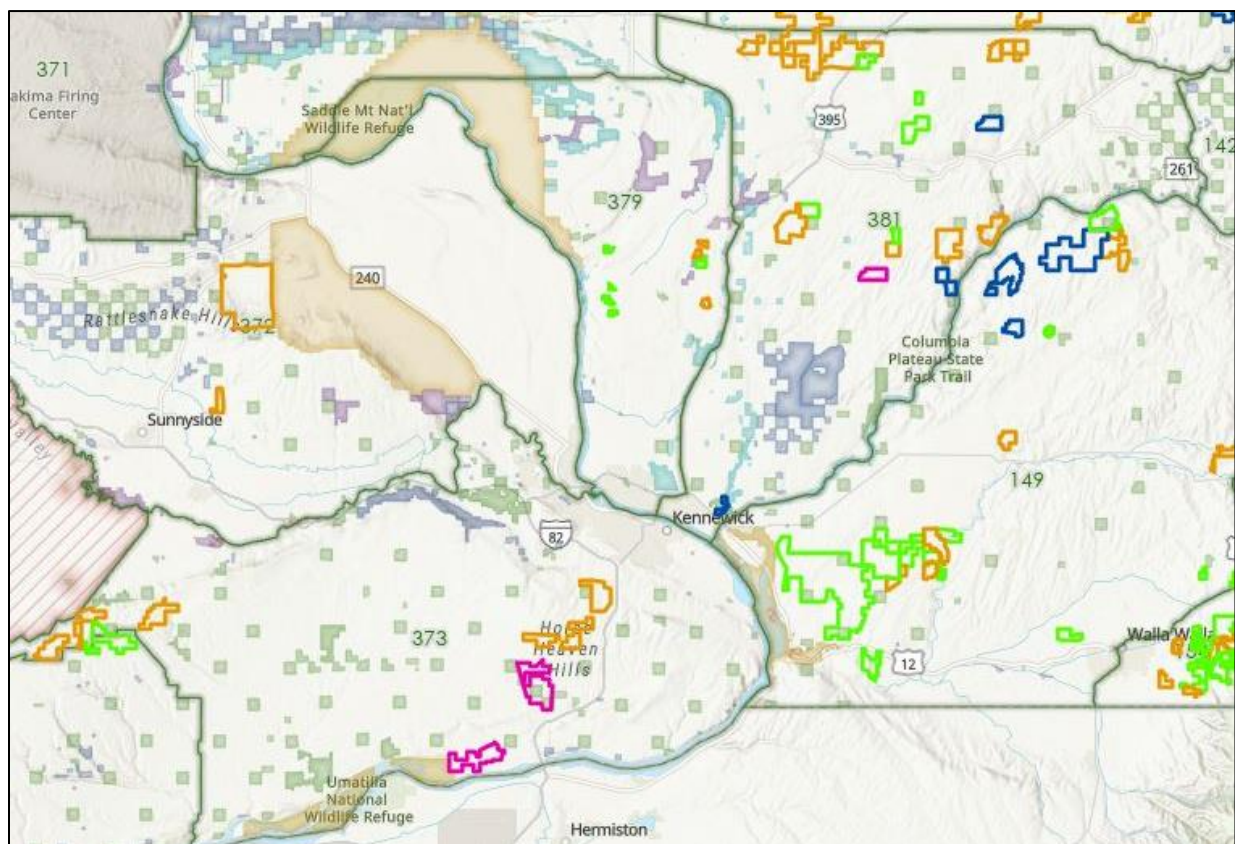 371
akima Firing
Center
Saddle Mt Nat'l
Wildlife Refuge
395
142
261
379
381
240
Rattlesnake Hills
372
Columbia
Plateau State
Park Trail
Sunnyside
Valley
149
Kennewick
82
373
Horse
Heaven
Hills
12
Walla Walla
Umatilla
National
Wildlife Refuge
Hermiston